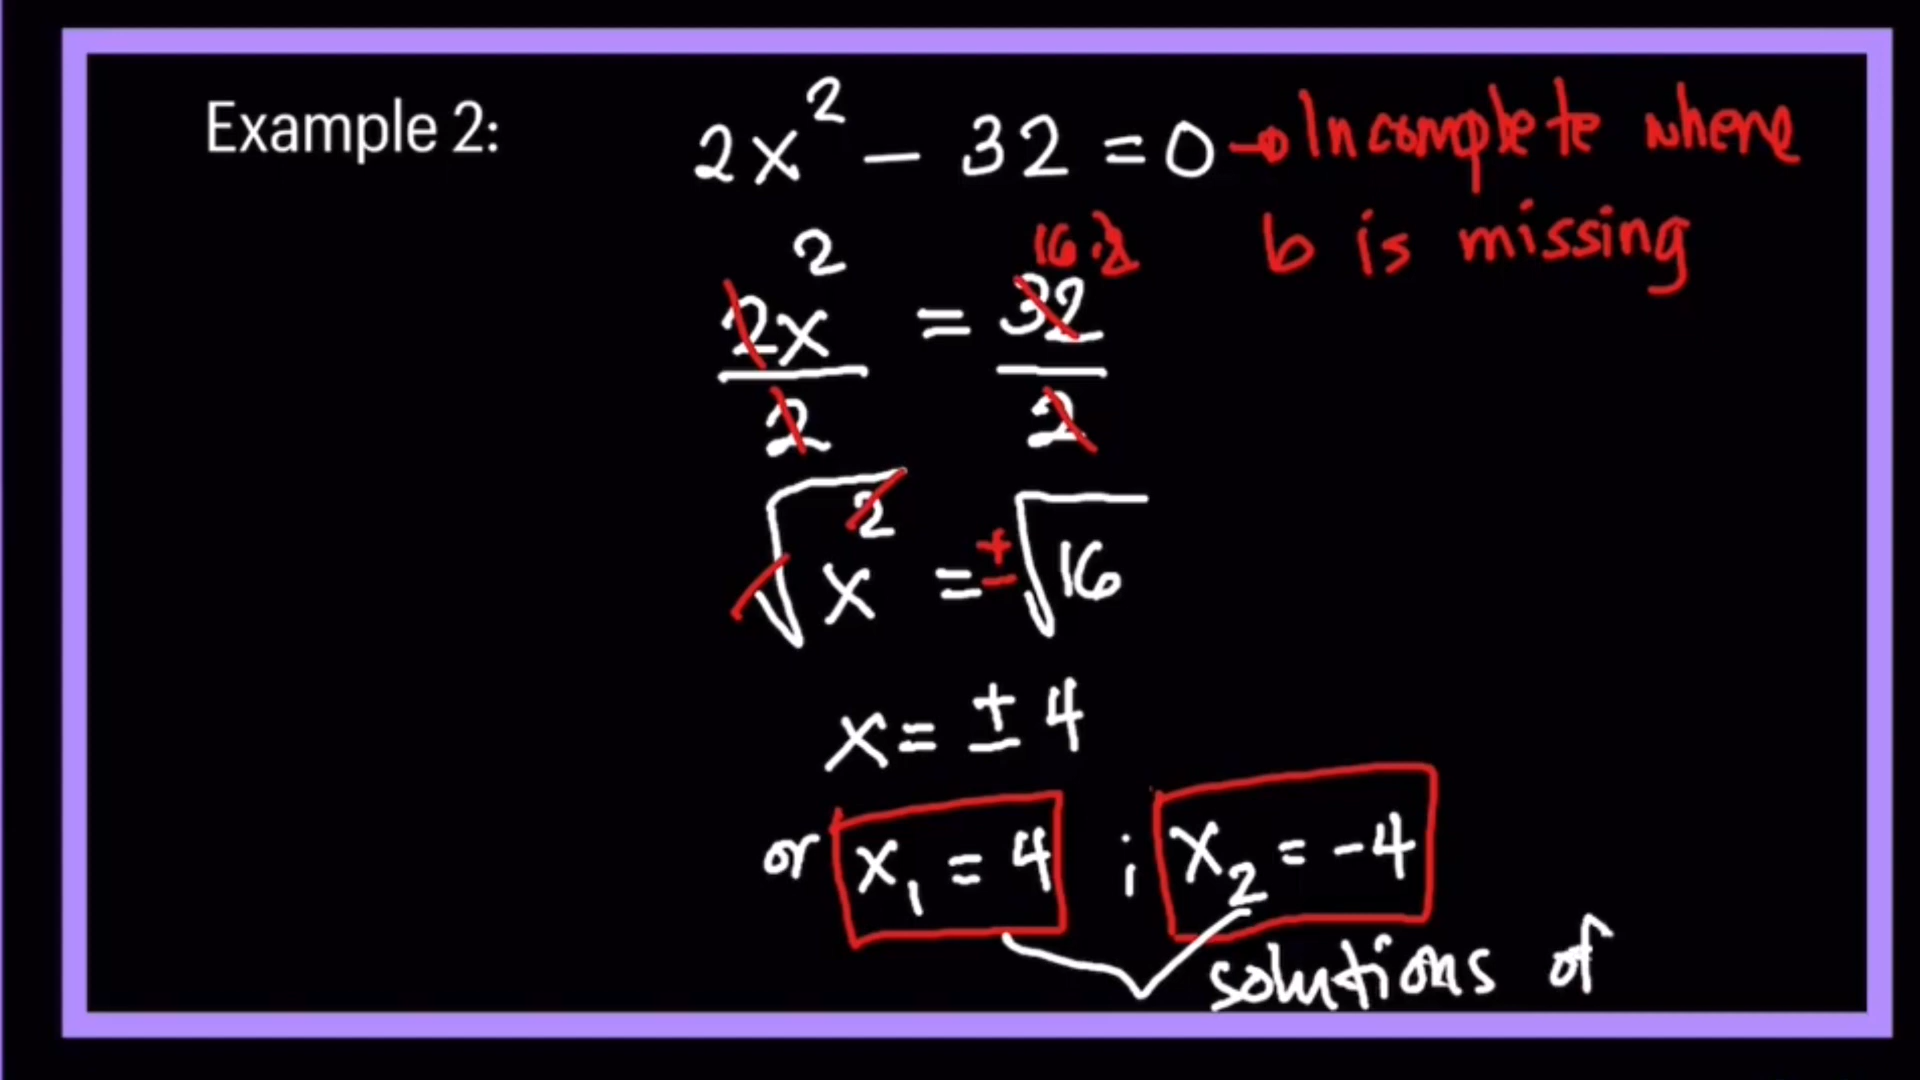 Example 2:
2x² – 32 = 0 → Incomplete where
b is missing
16·2
2x²/2 = 32/2
√x² = ±√16
x = ± 4
or x₁ = 4 ; x₂ = -4
solutions of